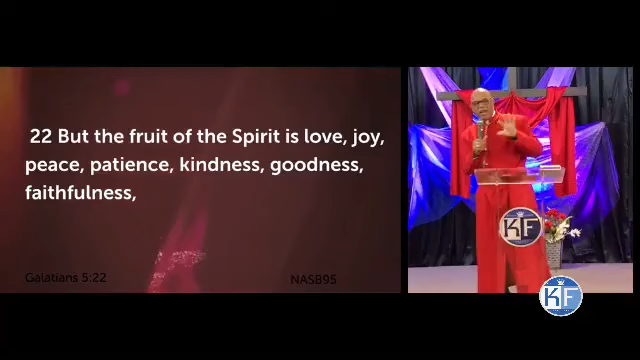 22 But the fruit of the Spirit is love, joy,
peace, patience, kindness, goodness,
faithfulness,
Galatians 5:22
NASB95
KF
KF